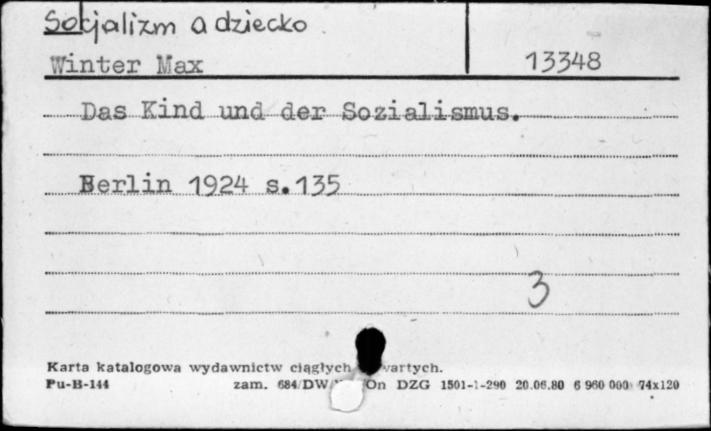 Socjalizm a dziecko
Winter Max 13348
Das Kind und der Sozialismus.
Berlin 1924 s.135
3
Karta katalogowa wydawnictw ciągłych
Pu-B-144 zam. 684/DW On DZG 1501-1-290 20.06.80 6 960 000 74x120